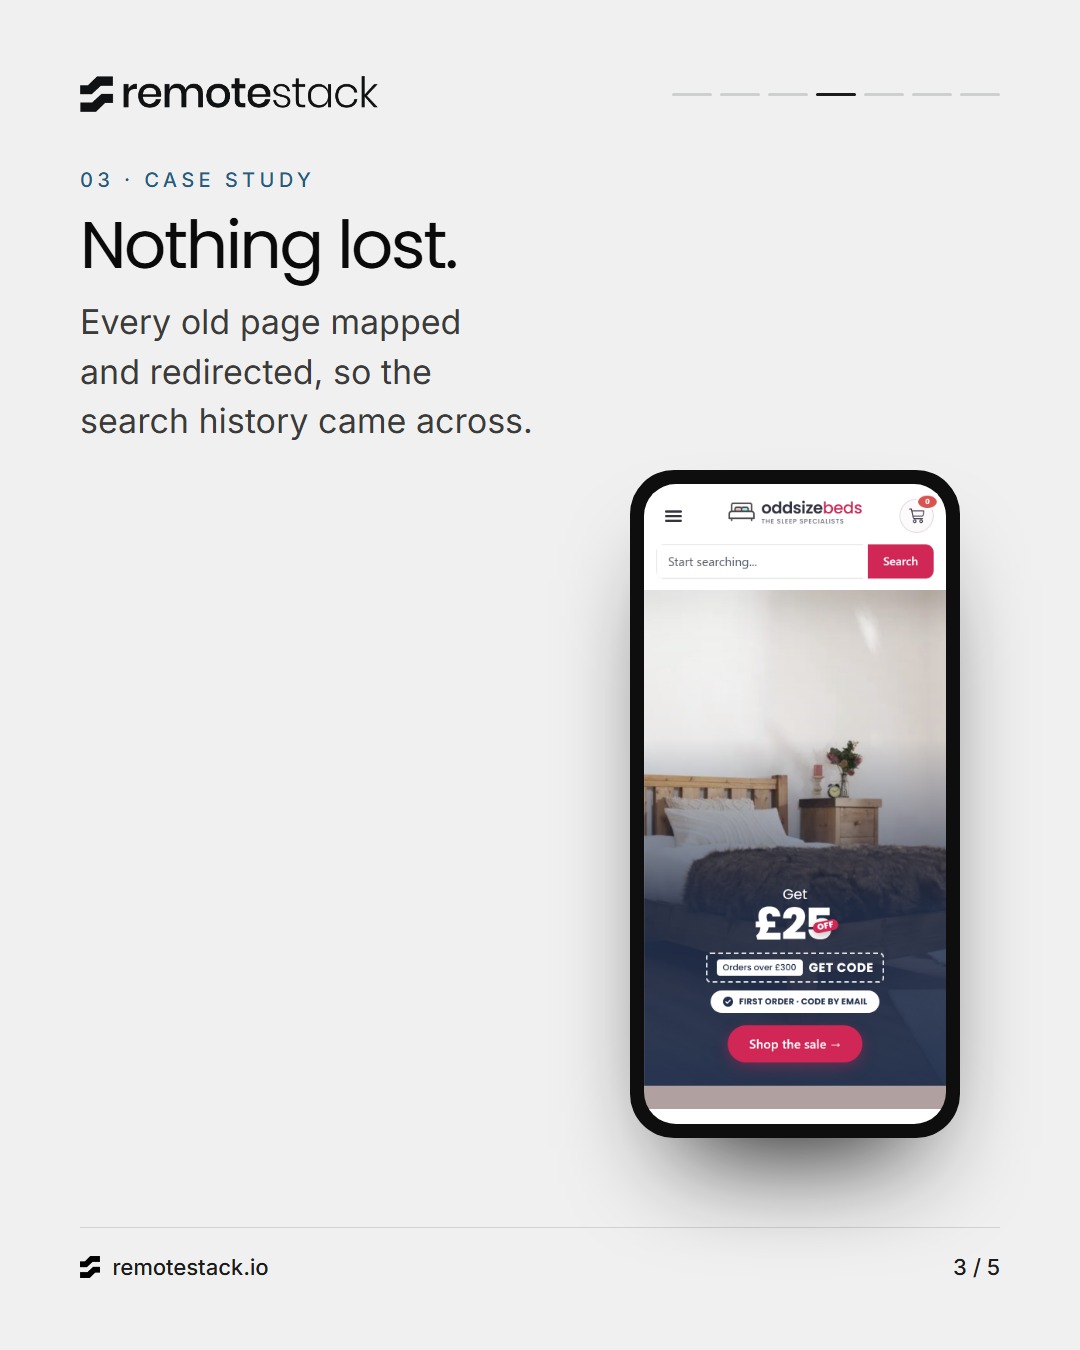 remotestack
03 · CASE STUDY
Nothing lost.
Every old page mapped
and redirected, so the
search history came across.
oddsizebeds
THE SLEEP SPECIALISTS
0
Start searching...
Search
Get
£25
OFF
Orders over £300 GET CODE
FIRST ORDER · CODE BY EMAIL
Shop the sale →
remotestack.io
3 / 5